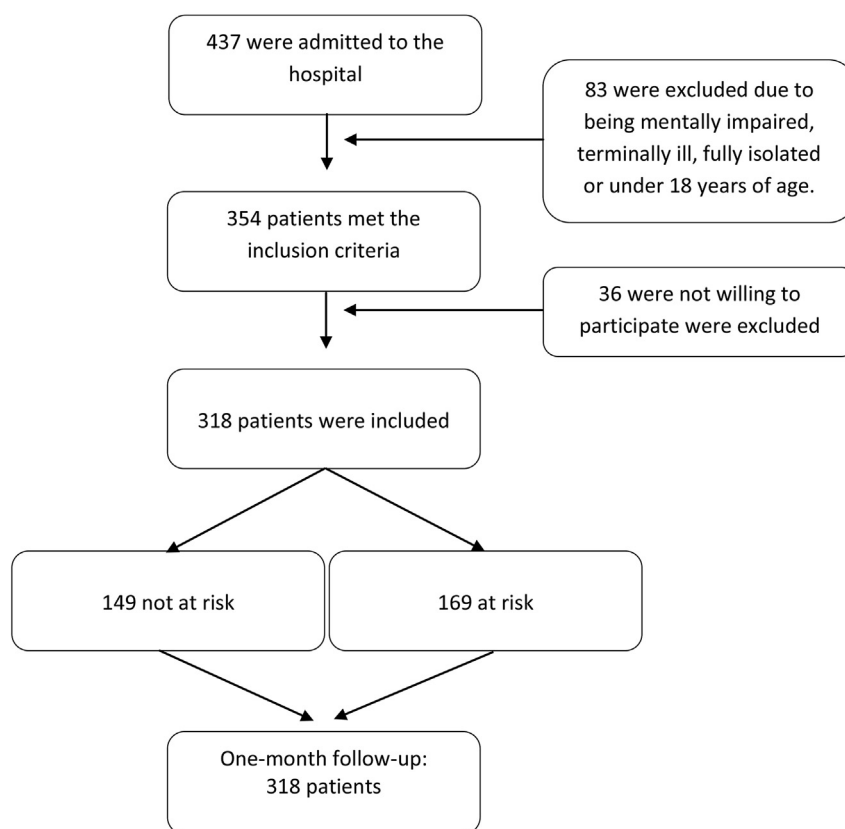 437 were admitted to the
hospital
83 were excluded due to
being mentally impaired,
terminally ill, fully isolated
or under 18 years of age.
354 patients met the
inclusion criteria
36 were not willing to
participate were excluded
318 patients were included
149 not at risk
169 at risk
One-month follow-up:
318 patients